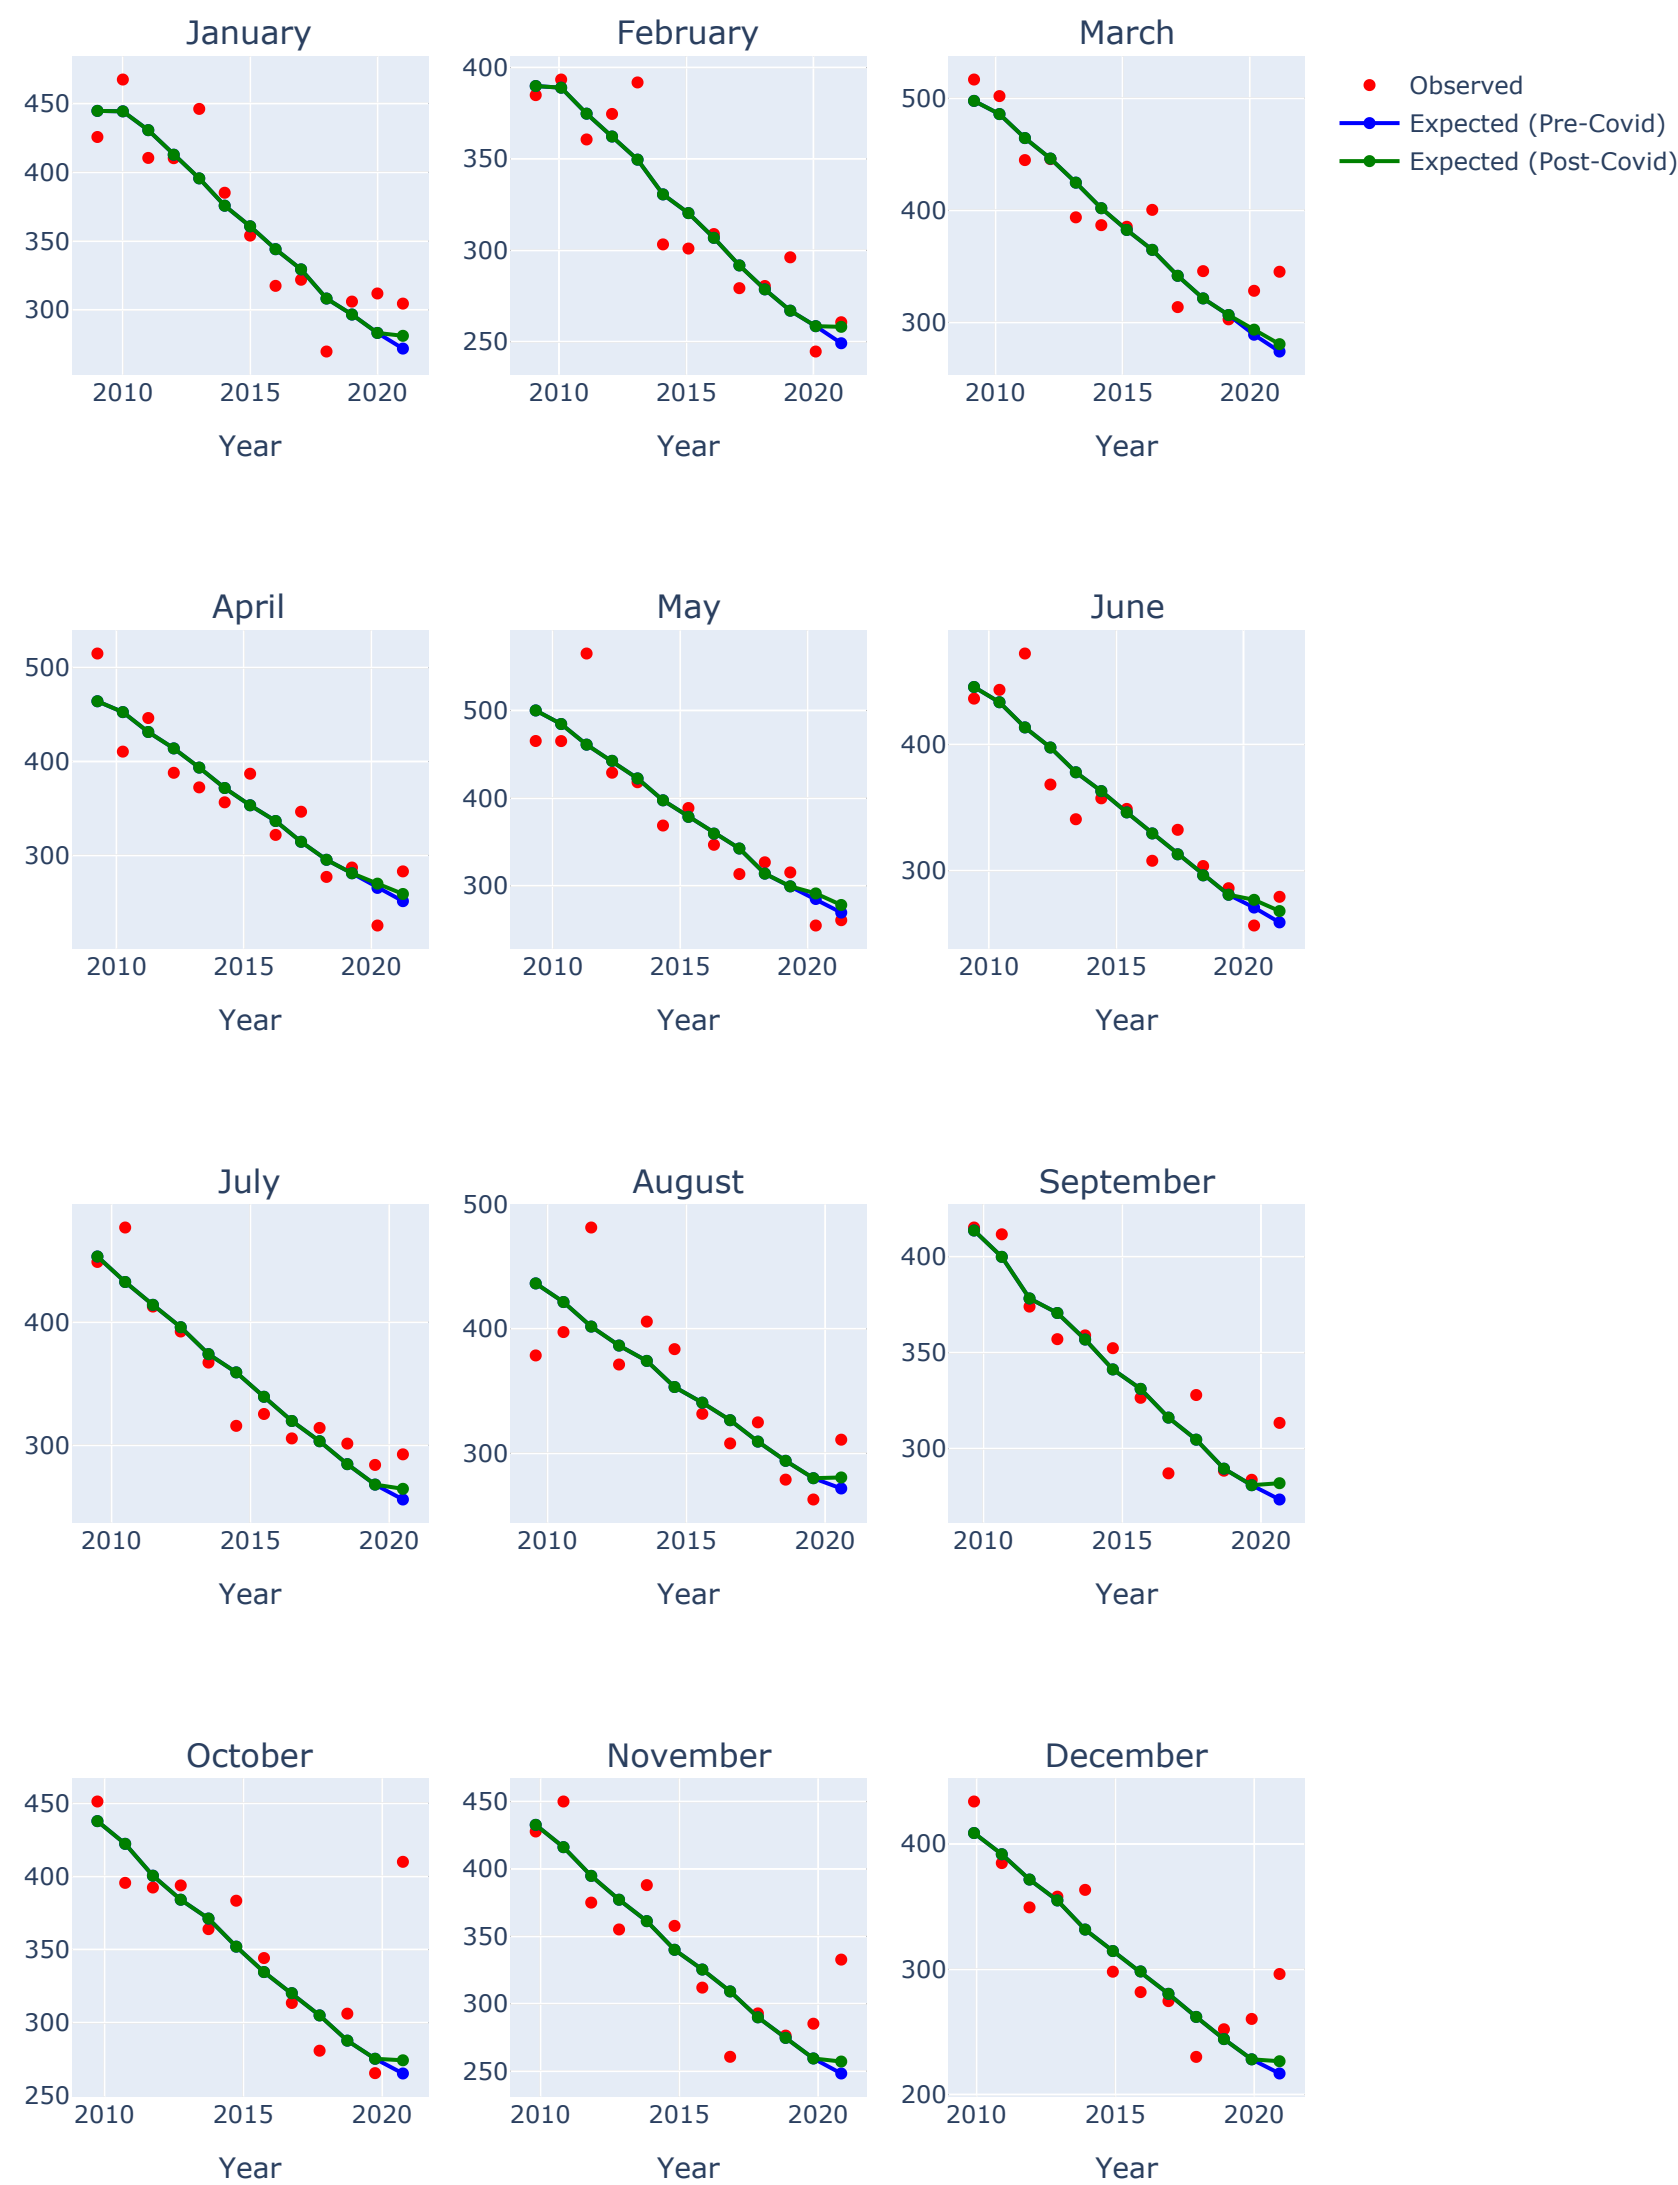 January
February
March
450
400
350
300
2010
2015
2020
Year
400
350
300
250
2010
2015
2020
Year
500
400
300
2010
2015
2020
Year
Observed
Expected (Pre-Covid)
Expected (Post-Covid)
April
May
June
500
400
300
2010
2015
2020
Year
500
400
300
2010
2015
2020
Year
400
300
2010
2015
2020
Year
July
August
September
400
300
2010
2015
2020
Year
500
400
300
2010
2015
2020
Year
400
350
300
2010
2015
2020
Year
October
November
December
450
400
350
300
250
2010
2015
2020
Year
450
400
350
300
250
2010
2015
2020
Year
400
300
200
2010
2015
2020
Year